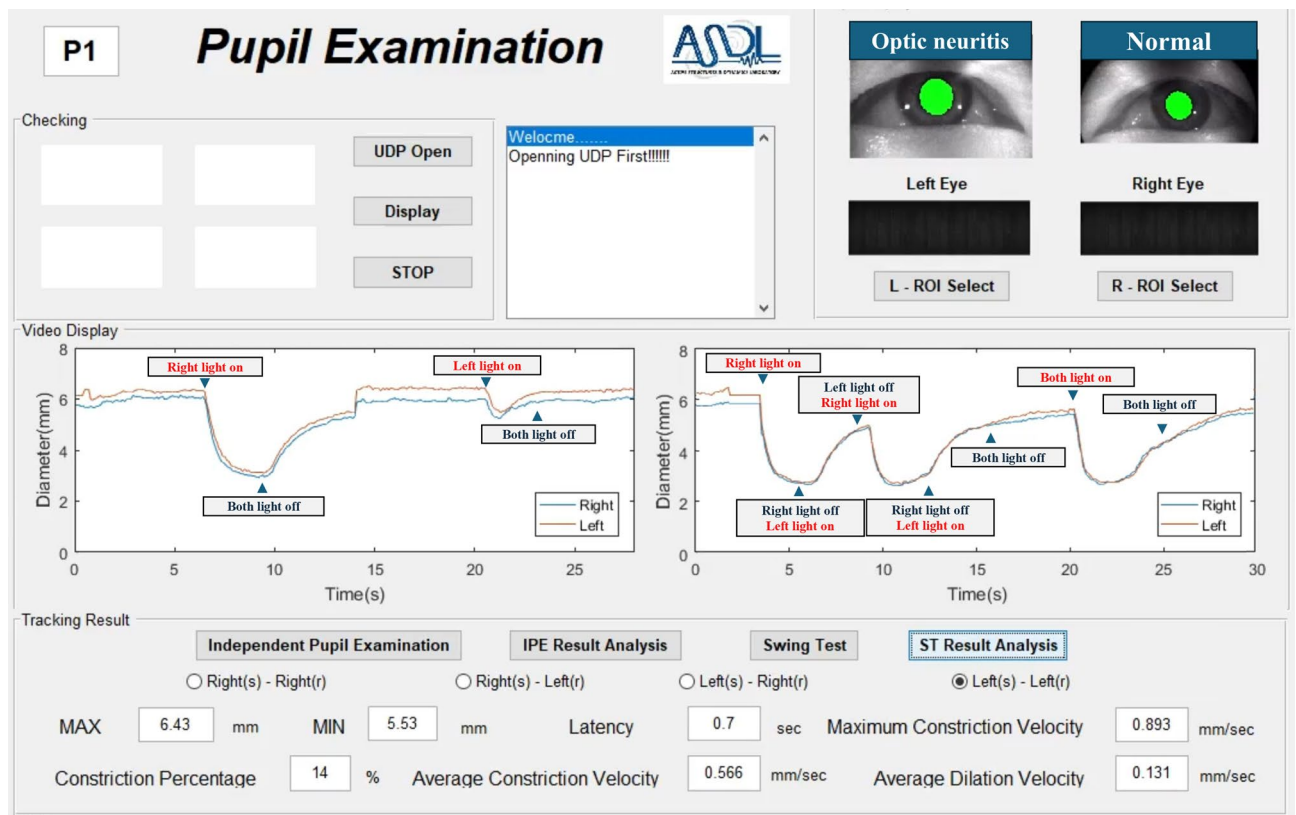 P1
Pupil Examination
ASDL
ACTIVE STRUCTURES & DYNAMICS LABORATORY
Optic neuritis
Normal
Left Eye
Right Eye
L - ROI Select
R - ROI Select
Checking
UDP Open
Display
STOP
Welocme.......
Openning UDP First!!!!!!
Video Display
Right light on
Left light on
Both light off
Both light off
Diameter(mm)
8
6
4
2
0
0 5 10 15 20 25
Time(s)
Right
Left
Right light on
Left light off
Right light on
Both light on
Both light off
Both light off
Right light off
Left light on
Right light off
Left light on
Diameter(mm)
8
6
4
2
0
0 5 10 15 20 25 30
Time(s)
Right
Left
Tracking Result
Independent Pupil Examination
IPE Result Analysis
Swing Test
ST Result Analysis
Right(s) - Right(r)
Right(s) - Left(r)
Left(s) - Right(r)
Left(s) - Left(r)
MAX 6.43 mm MIN 5.53 mm Latency 0.7 sec Maximum Constriction Velocity 0.893 mm/sec
Constriction Percentage 14 % Average Constriction Velocity 0.566 mm/sec Average Dilation Velocity 0.131 mm/sec